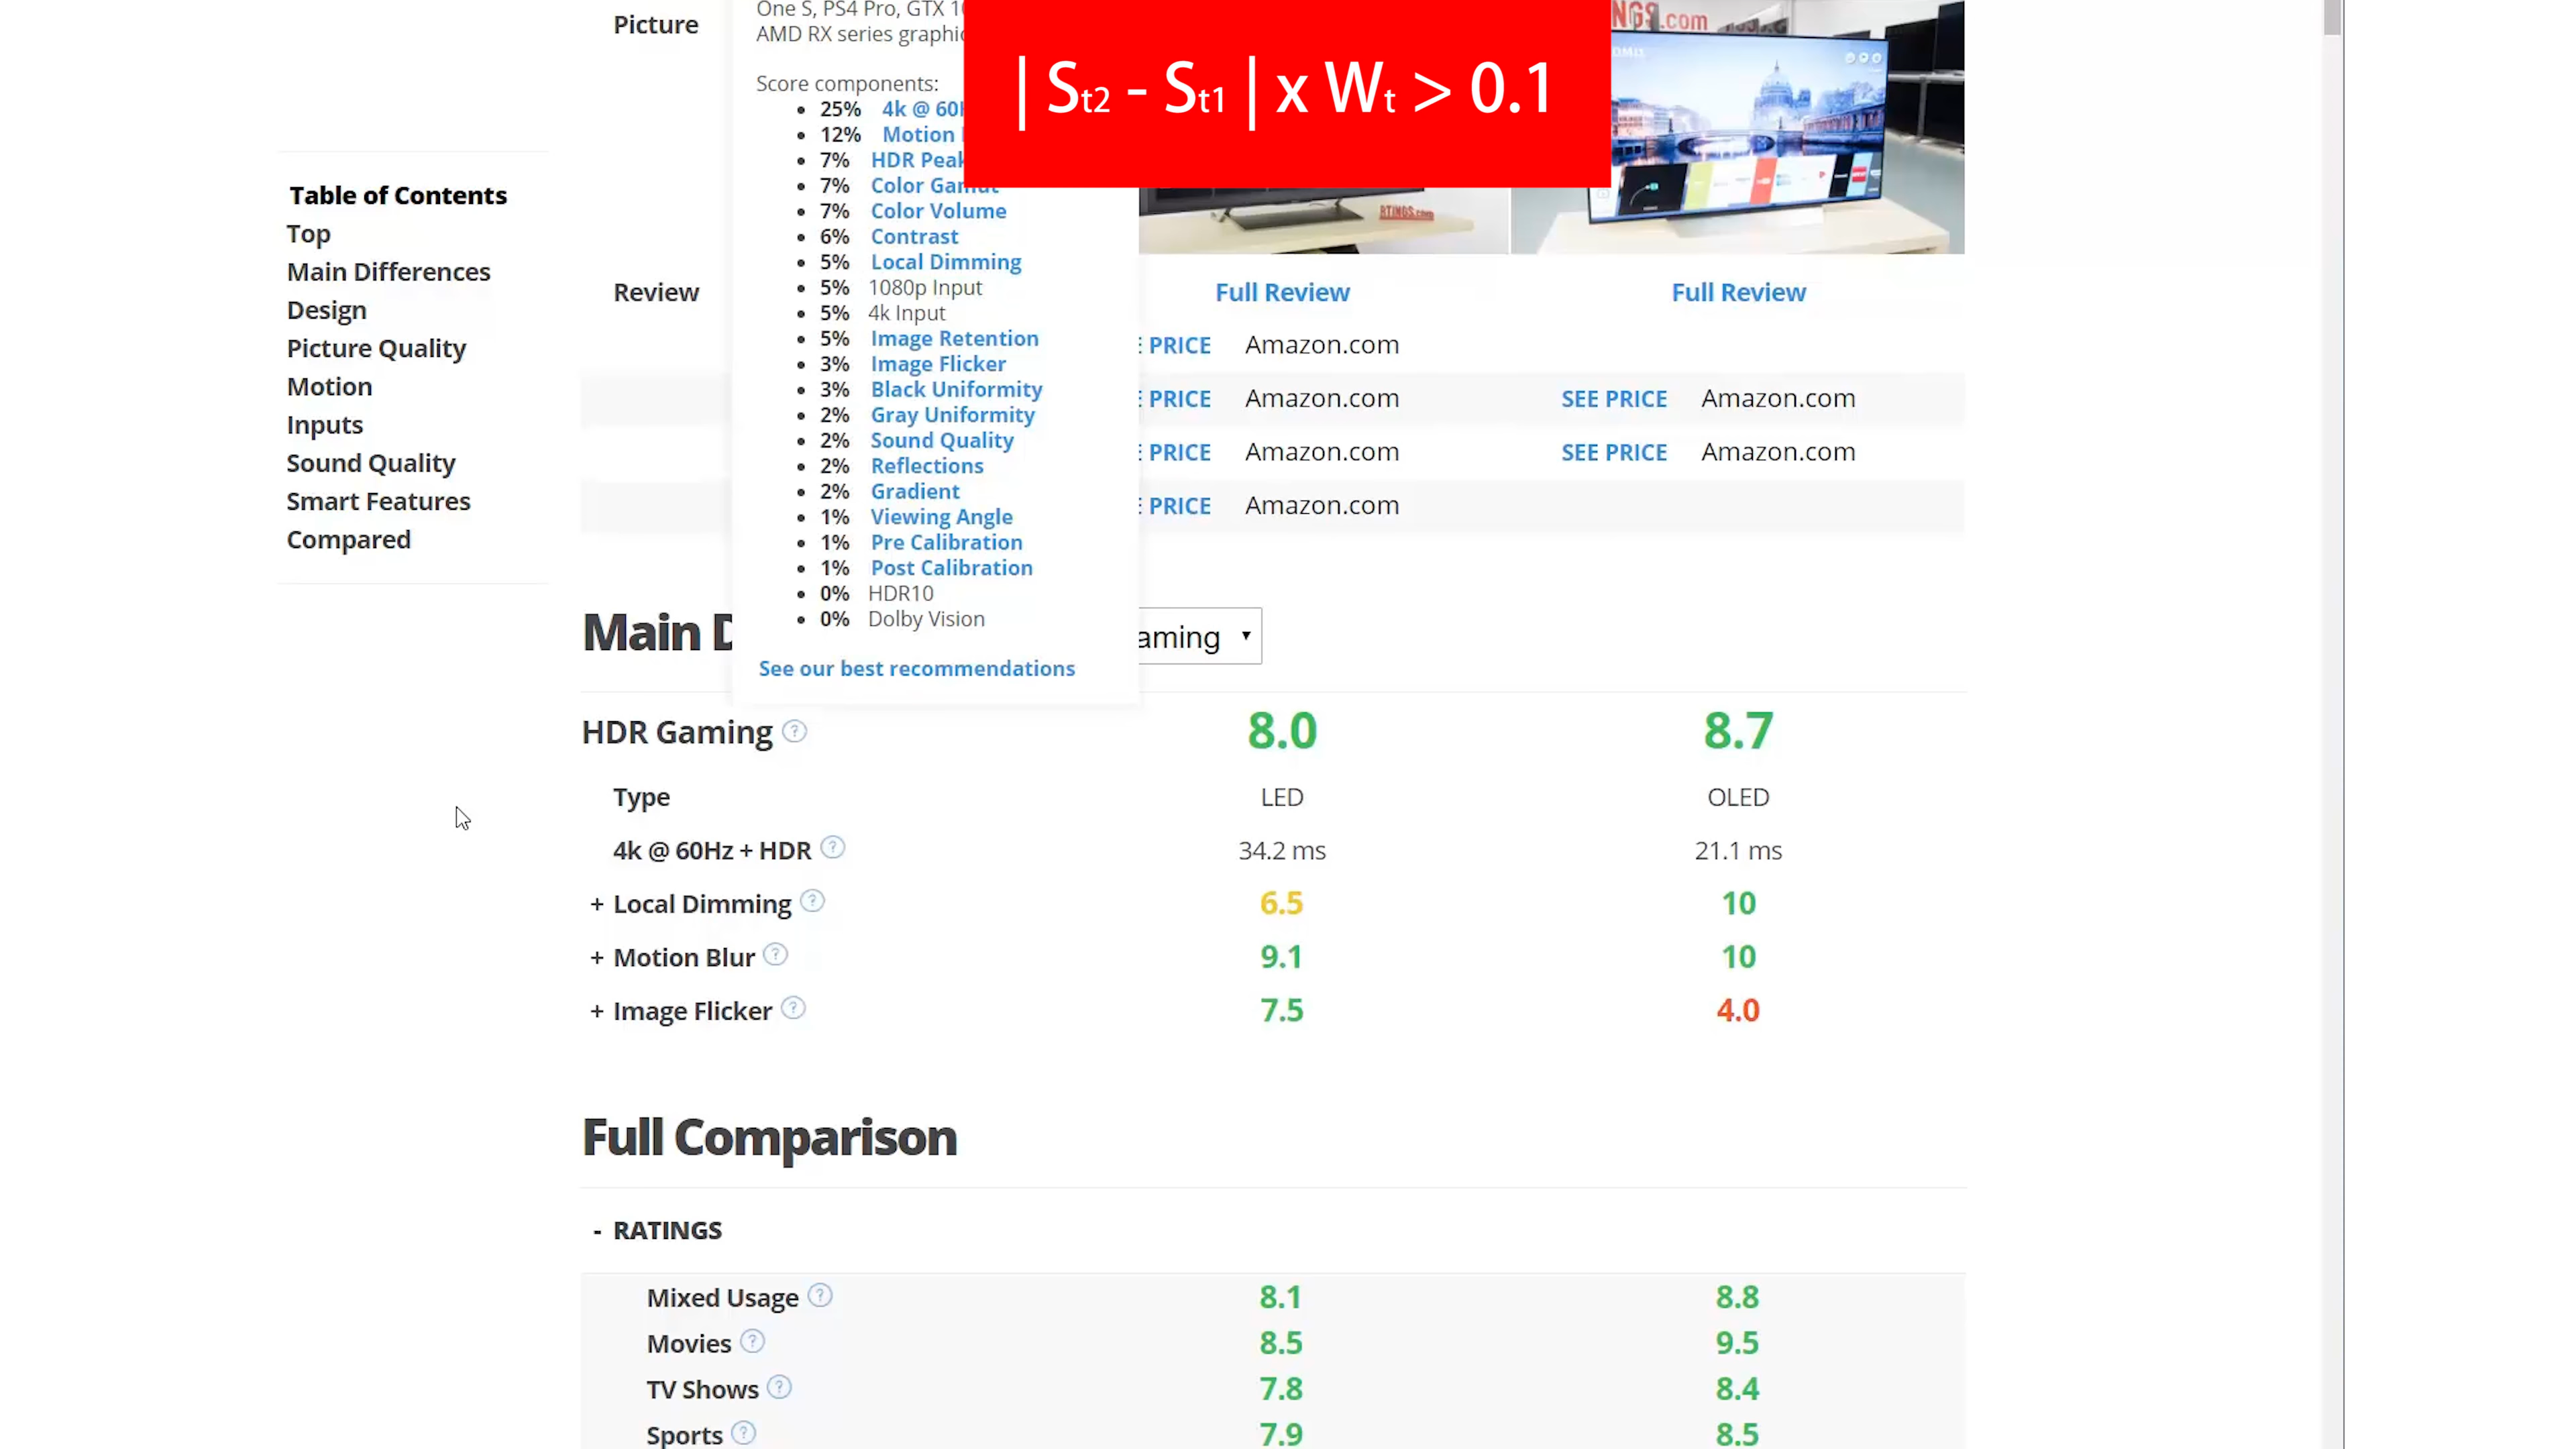 One S, PS4 Pro, GTX 10
AMD RX series graphic
| St2 - St1 | x Wt > 0.1
Picture
Score components:
25% 4k @ 60H
12% Motion
7% HDR Peak
7% Color Gamut
7% Color Volume
6% Contrast
5% Local Dimming
5% 1080p Input
5% 4k Input
5% Image Retention
3% Image Flicker
3% Black Uniformity
2% Gray Uniformity
2% Sound Quality
2% Reflections
2% Gradient
1% Viewing Angle
1% Pre Calibration
1% Post Calibration
0% HDR10
0% Dolby Vision
See our best recommendations
RTINGS.com
Table of Contents
Top
Main Differences
Design
Picture Quality
Motion
Inputs
Sound Quality
Smart Features
Compared
Review Full Review Full Review
E PRICE Amazon.com
E PRICE Amazon.com SEE PRICE Amazon.com
E PRICE Amazon.com SEE PRICE Amazon.com
E PRICE Amazon.com
Main D aming
HDR Gaming ? 8.0 8.7
Type LED OLED
4k @ 60Hz + HDR ? 34.2 ms 21.1 ms
+ Local Dimming ? 6.5 10
+ Motion Blur ? 9.1 10
+ Image Flicker ? 7.5 4.0
Full Comparison
- RATINGS
Mixed Usage ? 8.1 8.8
Movies ? 8.5 9.5
TV Shows ? 7.8 8.4
Sports ? 7.9 8.5